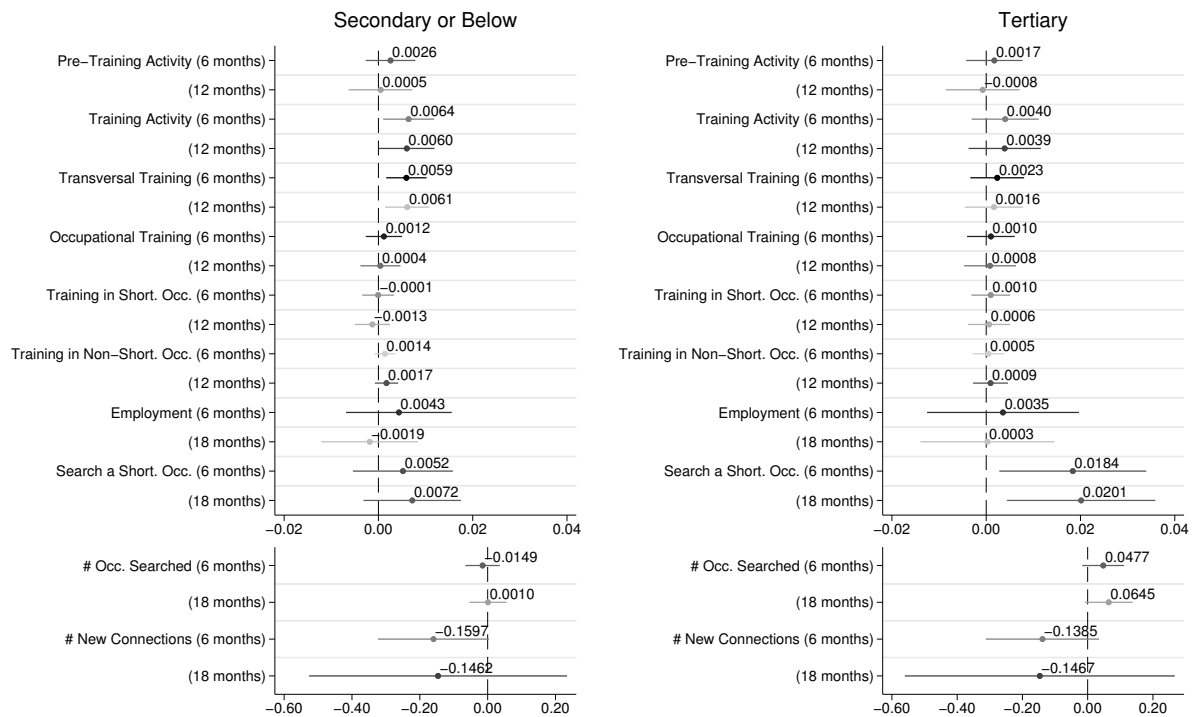 Secondary or Below
Pre−Training Activity (6 months) 0.0026
(12 months) 0.0005
Training Activity (6 months) 0.0064
(12 months) 0.0060
Transversal Training (6 months) 0.0059
(12 months) 0.0061
Occupational Training (6 months) 0.0012
(12 months) 0.0004
Training in Short. Occ. (6 months) −0.0001
(12 months) −0.0013
Training in Non−Short. Occ. (6 months) 0.0014
(12 months) 0.0017
Employment (6 months) 0.0043
(18 months) −0.0019
Search a Short. Occ. (6 months) 0.0052
(18 months) 0.0072
−0.02 0.00 0.02 0.04
# Occ. Searched (6 months) −0.0149
(18 months) 0.0010
# New Connections (6 months) −0.1597
(18 months) −0.1462
−0.60 −0.40 −0.20 0.00 0.20
Tertiary
Pre−Training Activity (6 months) 0.0017
(12 months) −0.0008
Training Activity (6 months) 0.0040
(12 months) 0.0039
Transversal Training (6 months) 0.0023
(12 months) 0.0016
Occupational Training (6 months) 0.0010
(12 months) 0.0008
Training in Short. Occ. (6 months) 0.0010
(12 months) 0.0006
Training in Non−Short. Occ. (6 months) 0.0005
(12 months) 0.0009
Employment (6 months) 0.0035
(18 months) 0.0003
Search a Short. Occ. (6 months) 0.0184
(18 months) 0.0201
−0.02 0.00 0.02 0.04
# Occ. Searched (6 months) 0.0477
(18 months) 0.0645
# New Connections (6 months) −0.1385
(18 months) −0.1467
−0.60 −0.40 −0.20 0.00 0.20